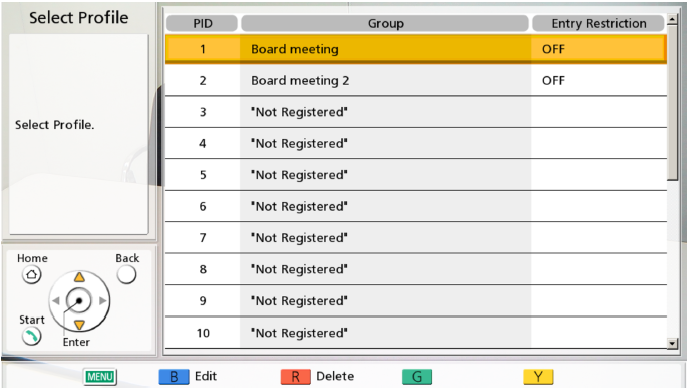 Select Profile
Select Profile.
Home
Back
Start
Enter
PID Group Entry Restriction
1 Board meeting OFF
2 Board meeting 2 OFF
3 "Not Registered"
4 "Not Registered"
5 "Not Registered"
6 "Not Registered"
7 "Not Registered"
8 "Not Registered"
9 "Not Registered"
10 "Not Registered"
MENU B Edit R Delete G Y